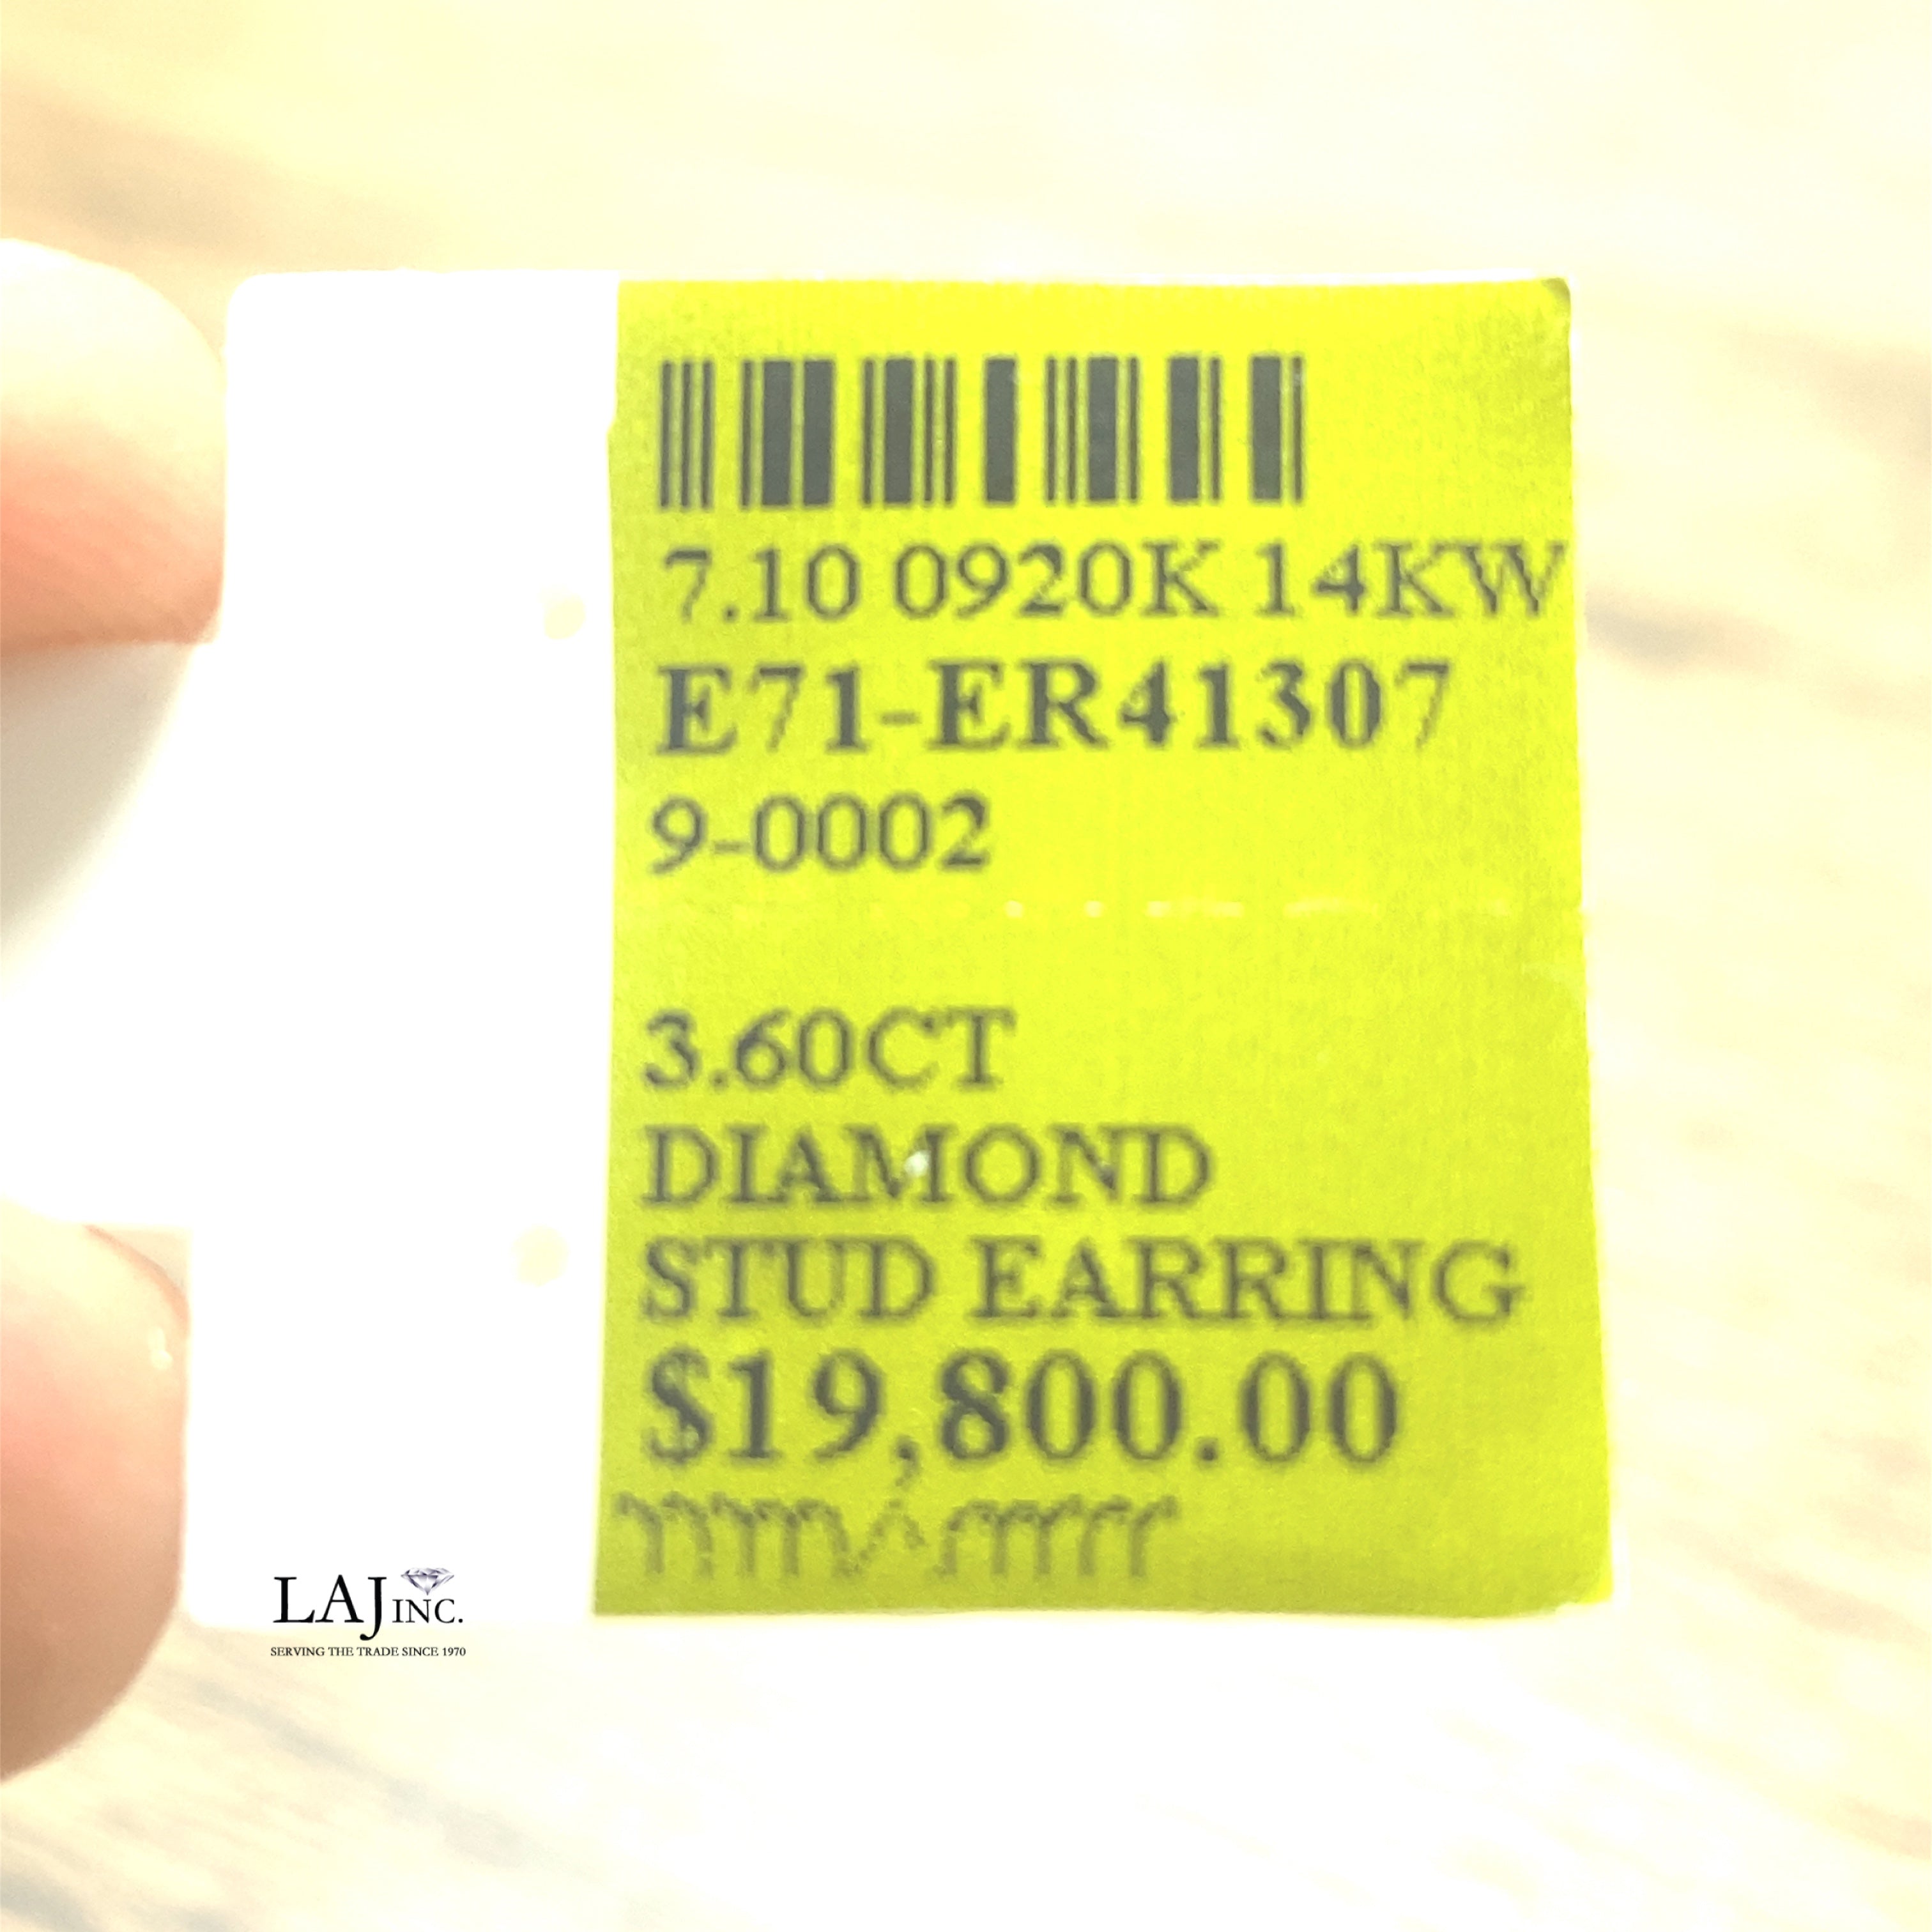 7.10 0920K 14KW
E71-ER41307
9-0002
3.60CT
DIAMOND
STUD EARRING
$19,800.00
LAJ INC.
SERVING THE TRADE SINCE 1970